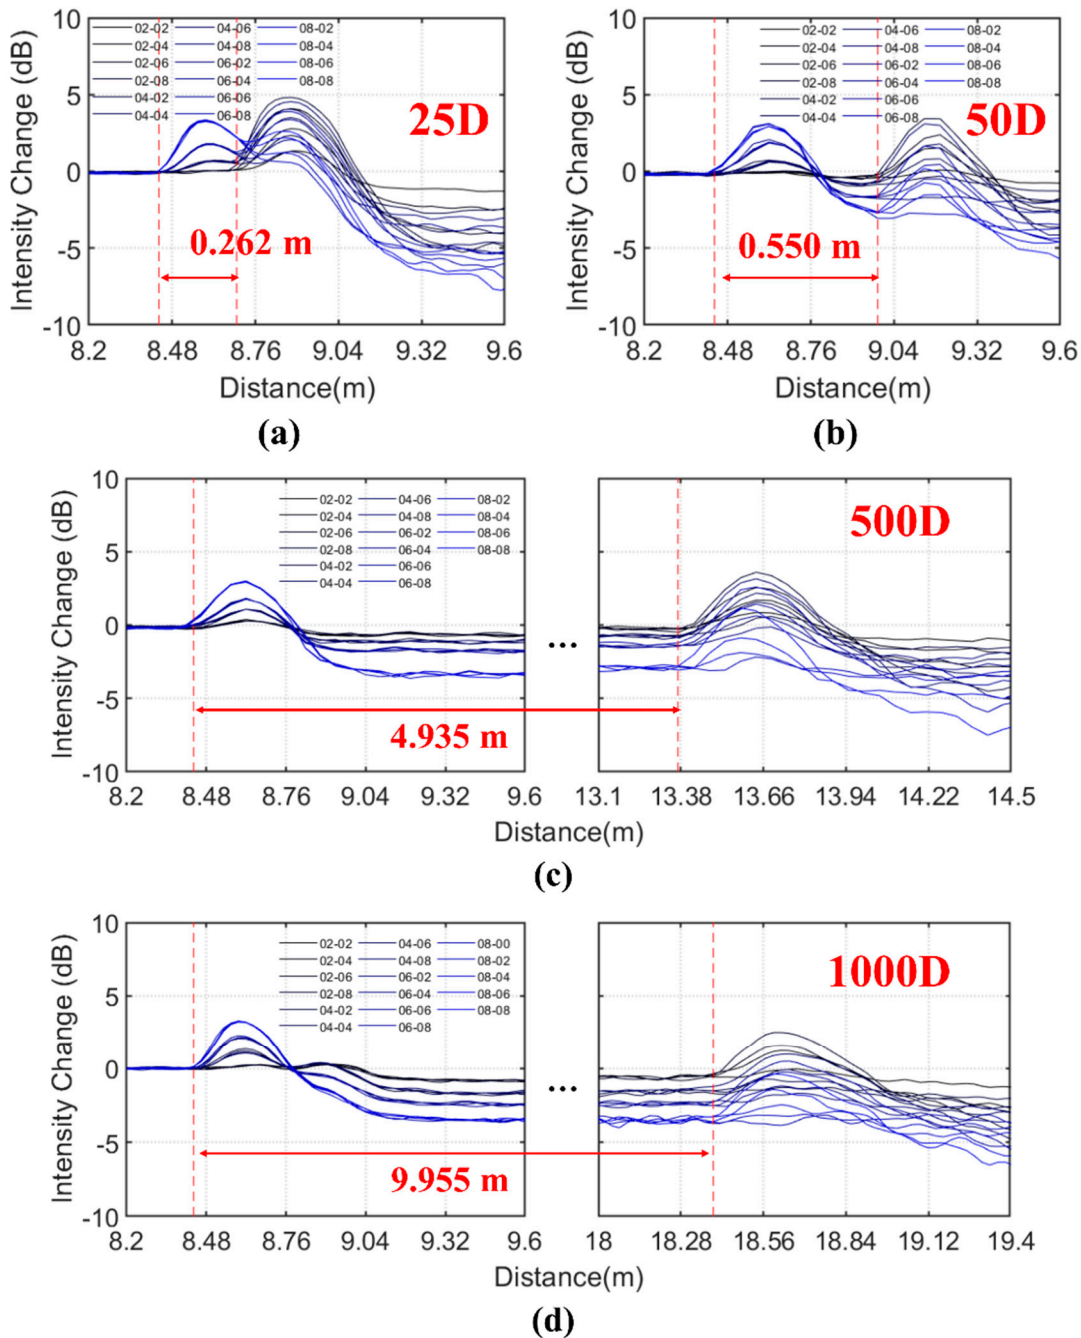 Intensity Change (dB)
10
5
0
-5
-10
02-02 04-06 08-02
02-04 04-08 08-04
02-06 06-02 08-06
02-08 06-04 08-08
04-02 06-06
04-04 06-08
25D
0.262 m
8.2 8.48 8.76 9.04 9.32 9.6
Distance(m)
(a)
Intensity Change (dB)
10
5
0
-5
-10
02-02 04-06 08-02
02-04 04-08 08-04
02-06 06-02 08-06
02-08 06-04 08-08
04-02 06-06
04-04 06-08
50D
0.550 m
8.2 8.48 8.76 9.04 9.32 9.6
Distance(m)
(b)
Intensity Change (dB)
10
5
0
-5
-10
02-02 04-06 08-02
02-04 04-08 08-04
02-06 06-02 08-06
02-08 06-04 08-08
04-02 06-06
04-04 06-08
500D
...
4.935 m
8.2 8.48 8.76 9.04 9.32 9.6 13.1 13.38 13.66 13.94 14.22 14.5
Distance(m)
(c)
Intensity Change (dB)
10
5
0
-5
-10
02-02 04-06 08-00
02-04 04-08 08-02
02-06 06-02 08-04
02-08 06-04 08-06
04-02 06-06 08-08
04-04 06-08
1000D
...
9.955 m
8.2 8.48 8.76 9.04 9.32 9.6 18 18.28 18.56 18.84 19.12 19.4
Distance(m)
(d)